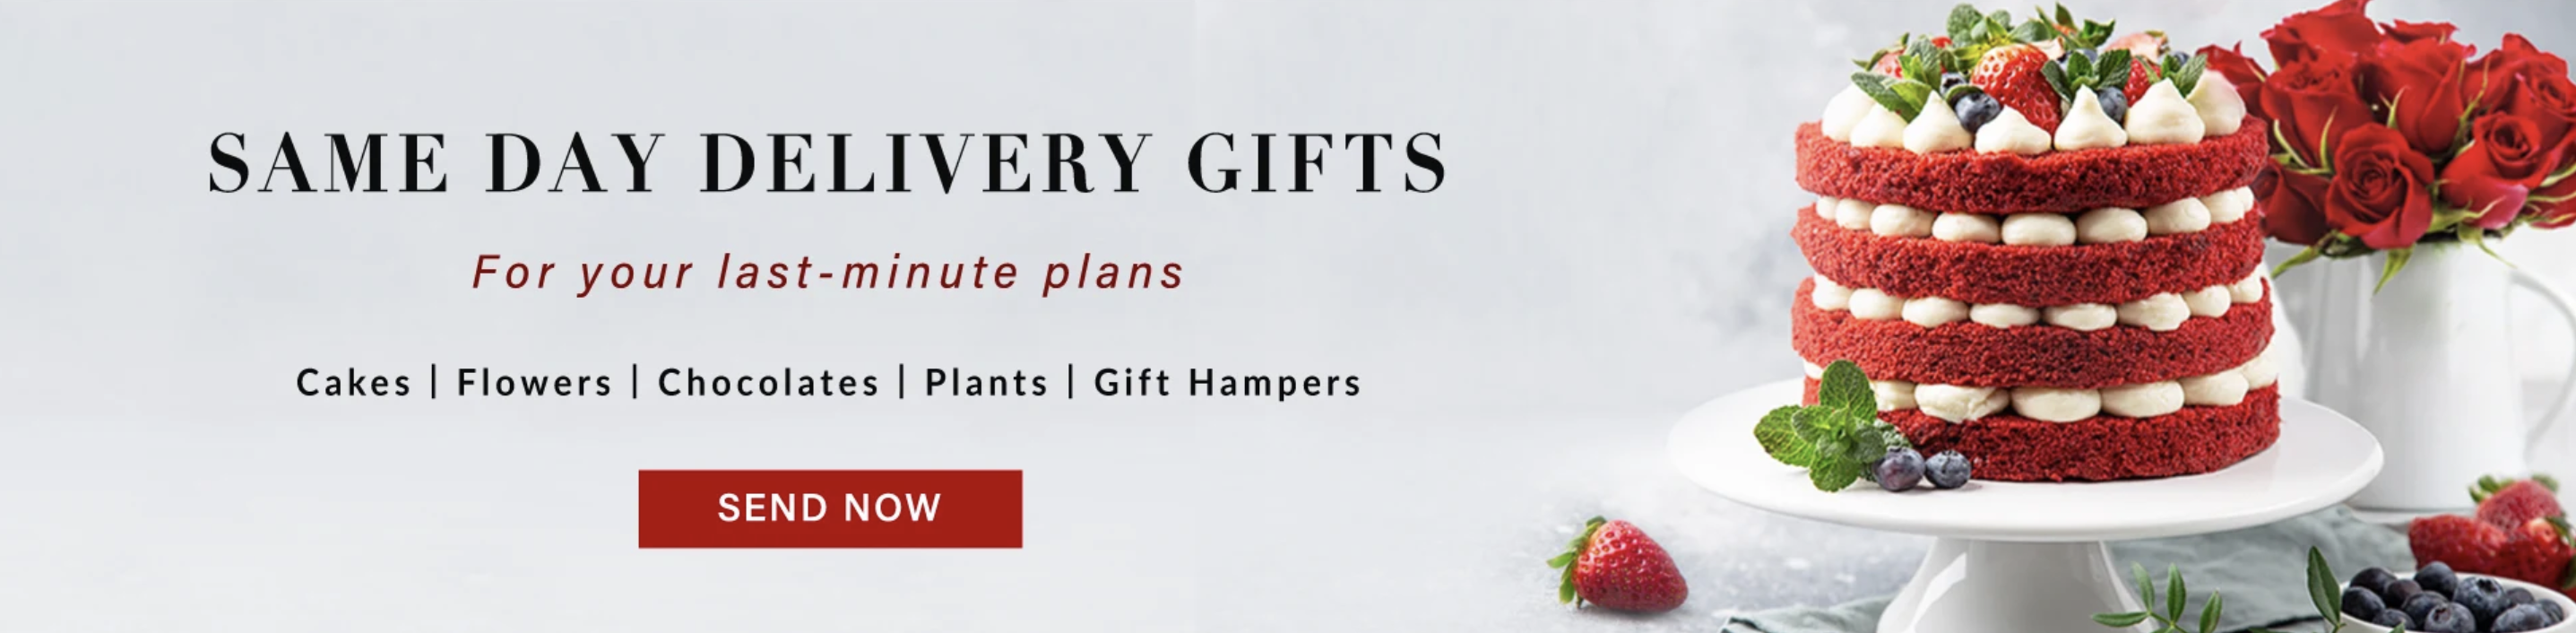 SAME DAY DELIVERY GIFTS
For your last-minute plans
Cakes | Flowers | Chocolates | Plants | Gift Hampers
SEND NOW